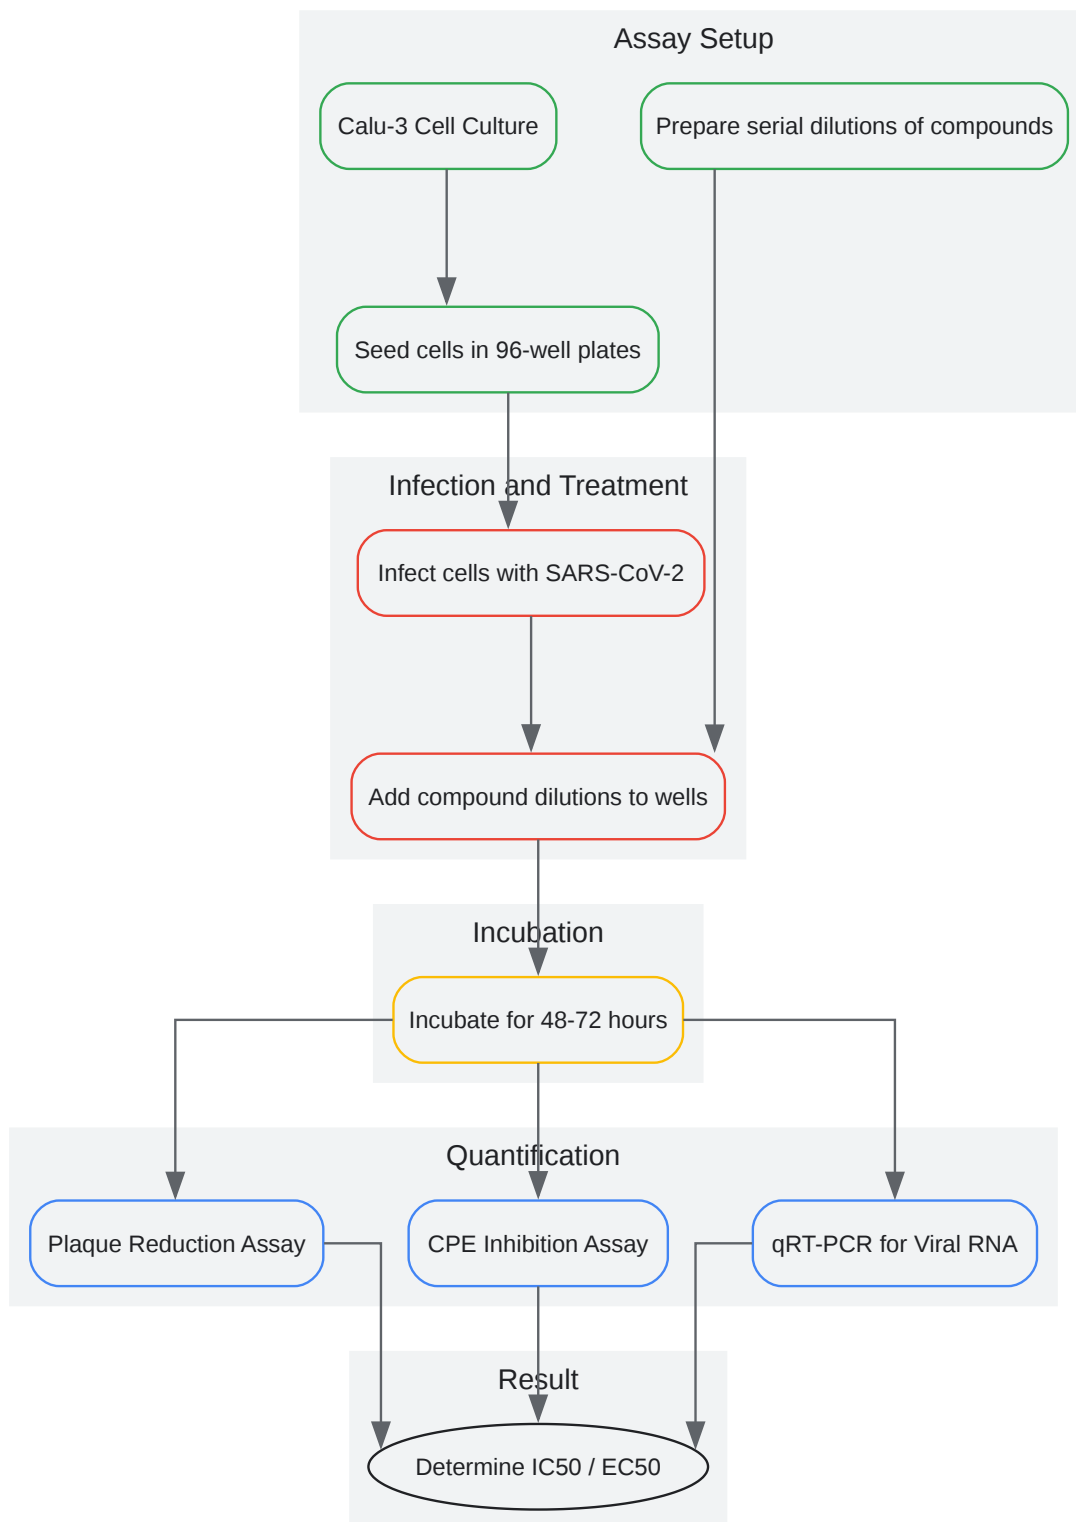 Assay Setup
Calu-3 Cell Culture
Prepare serial dilutions of compounds
Seed cells in 96-well plates
Infection and Treatment
Infect cells with SARS-CoV-2
Add compound dilutions to wells
Incubation
Incubate for 48-72 hours
Quantification
Plaque Reduction Assay
CPE Inhibition Assay
qRT-PCR for Viral RNA
Result
Determine IC50 / EC50